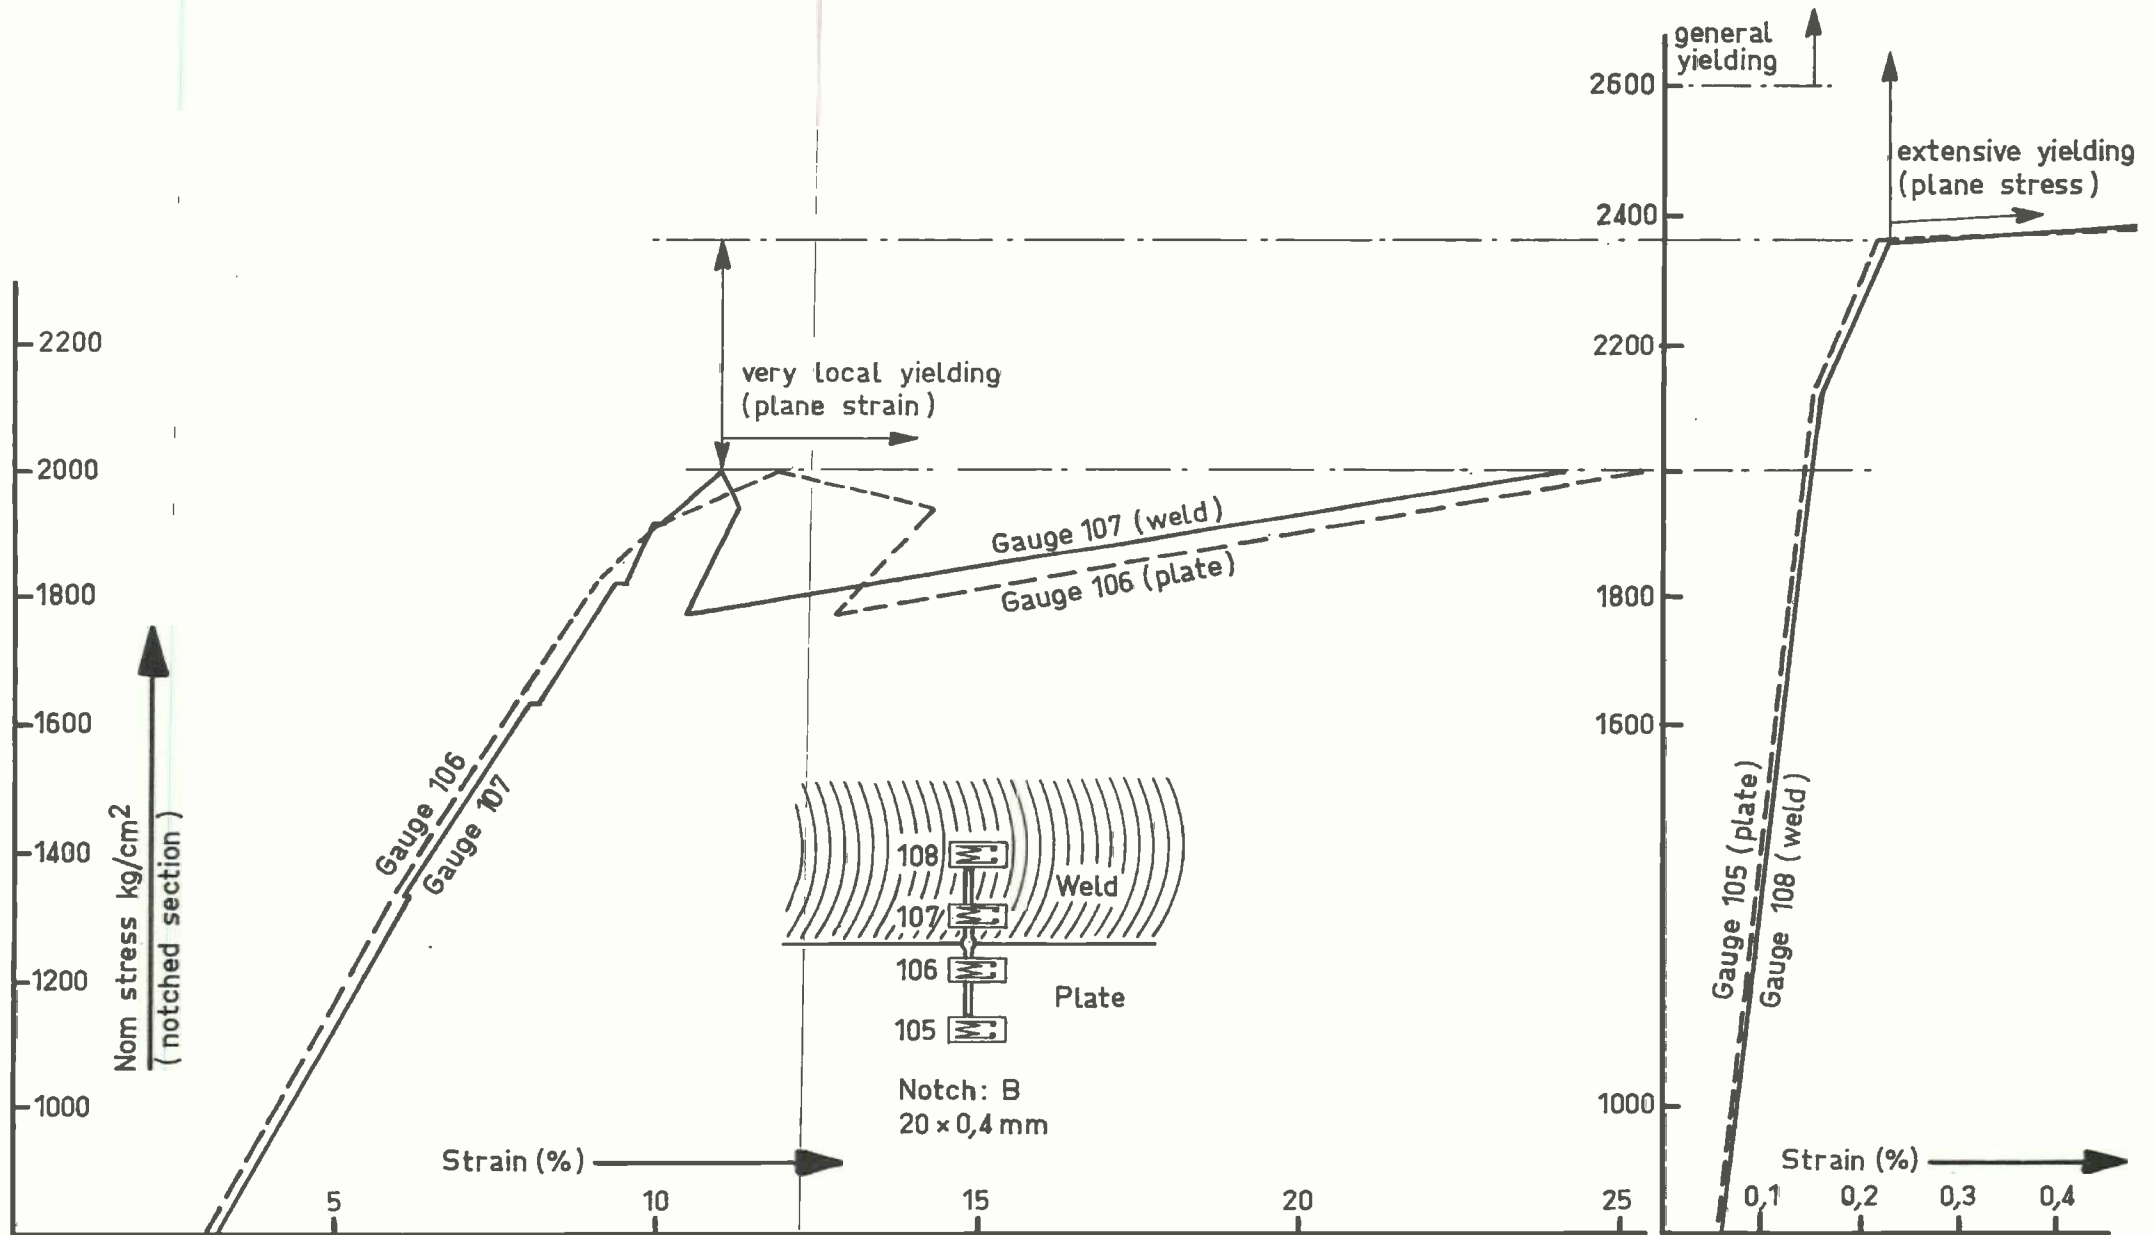 general
yielding
2600
extensive yielding
(plane stress)
2400
2200
2200
very local yielding
(plane strain)
2000
Gauge 107 (weld)
Gauge 106 (plate)
1800
1800
1600
1600
Gauge 106
Gauge 107
Nom stress kg/cm2
(notched section)
1400
1200
1000
108
Weld
107
106
Plate
105
Notch: B
20 × 0,4 mm
Gauge 105 (plate)
Gauge 108 (weld)
1000
Strain (%)
Strain (%)
5 10 15 20 25
0,1 0,2 0,3 0,4